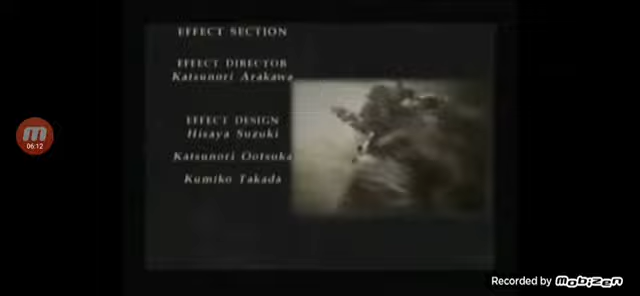 EFFECT SECTION
EFFECT DIRECTOR
Katsunori Arakawa
EFFECT DESIGN
Hisaya Suzuki
Katsunori Ootsuka
Kumiko Takada
06:12
Recorded by Mobizen